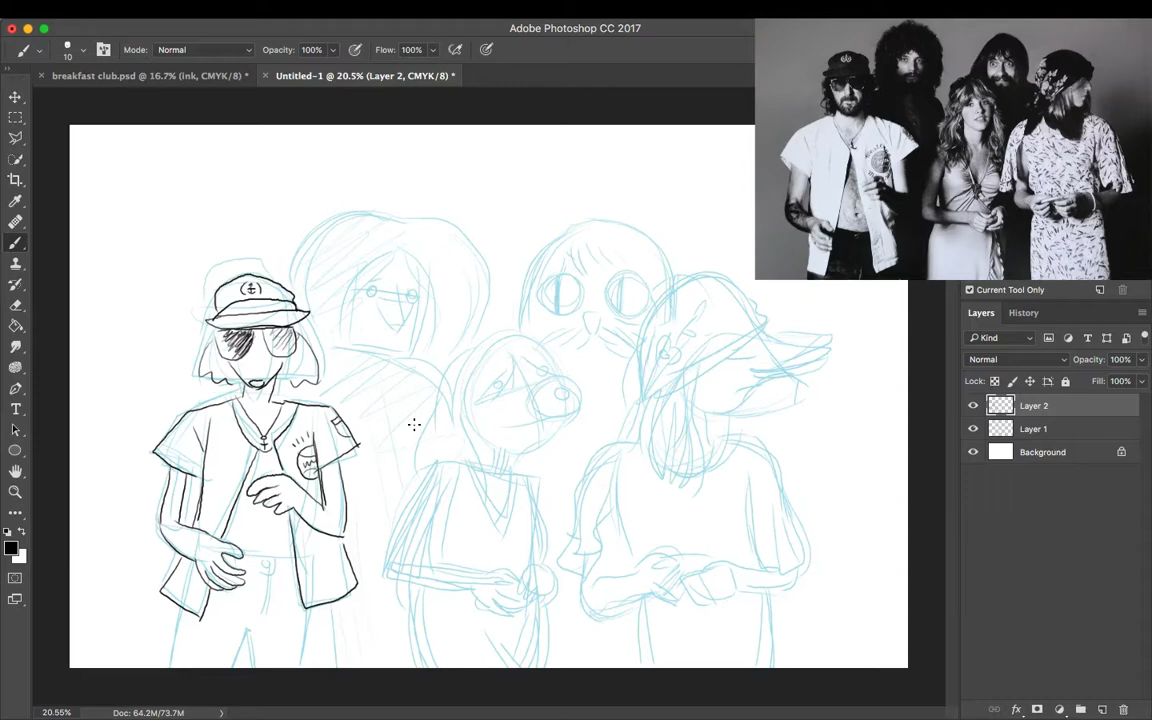 Adobe Photoshop CC 2017
10
Mode: Normal
Opacity: 100%
Flow: 100%
breakfast club.psd @ 16.7% (ink, CMYK/8) *
Untitled-1 @ 20.5% (Layer 2, CMYK/8) *
Current Tool Only
Layers
History
Kind
Normal
Opacity: 100%
Lock:
Fill: 100%
Layer 2
Layer 1
Background
20.55%
Doc: 64.2M/73.7M